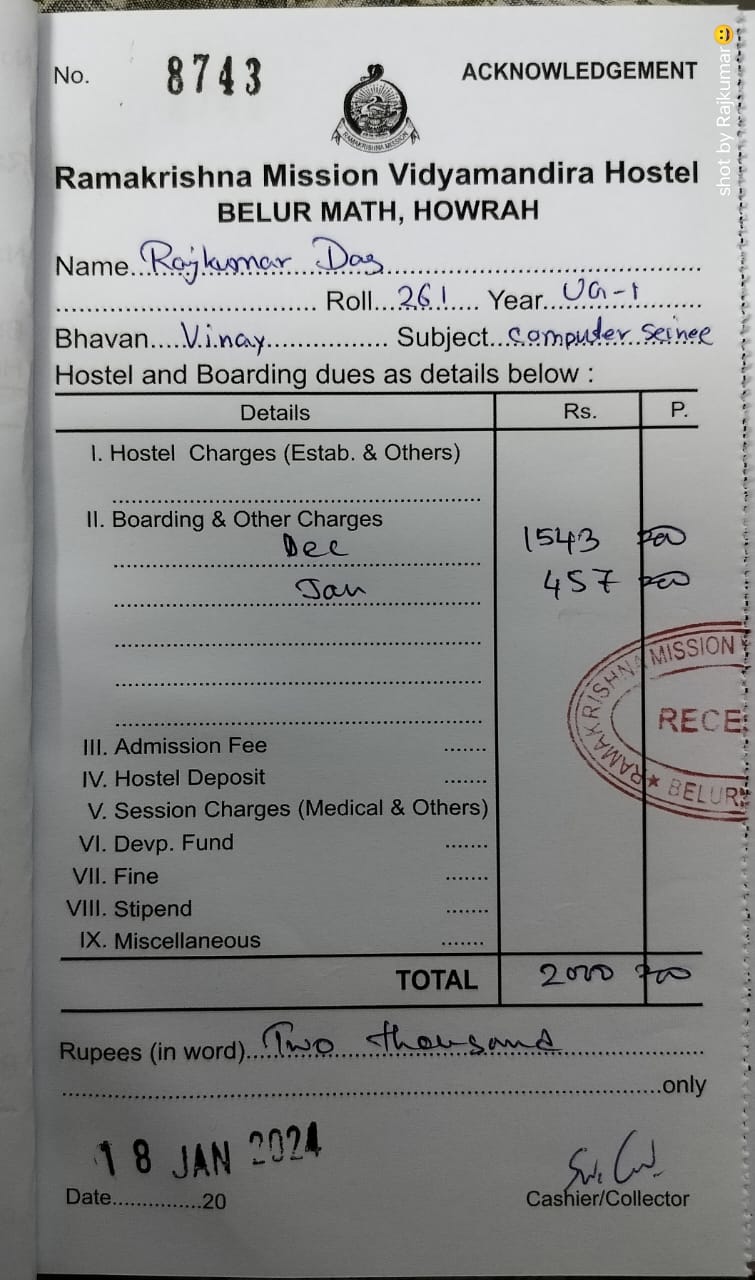 No. 8743
ACKNOWLEDGEMENT
RAMAKRISHNA MISSION
Ramakrishna Mission Vidyamandira Hostel
BELUR MATH, HOWRAH
Name...Rajkumar Das
Roll...261... Year...UG-1
Bhavan....Vinay............... Subject...Computer Seinee
Hostel and Boarding dues as details below :
Details Rs. P.
I. Hostel Charges (Estab. & Others)
II. Boarding & Other Charges
Dec 1543 00
Jan 457 00
RAMAKRISHNA MISSION
RECE
★ BELUR
III. Admission Fee .......
IV. Hostel Deposit .......
V. Session Charges (Medical & Others)
VI. Devp. Fund .......
VII. Fine .......
VIII. Stipend .......
IX. Miscellaneous .......
TOTAL 2000 00
Rupees (in word)....Two thousand
only
18 JAN 2024
Date...............20
Cashier/Collector
shot by Rajkumar🙂